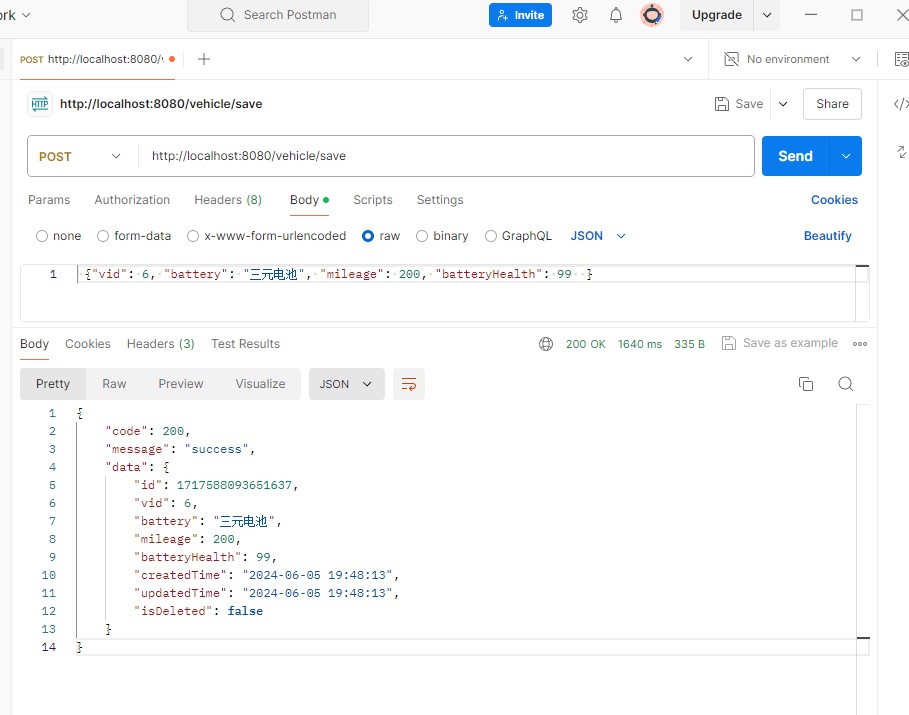 ork
Search Postman
Invite
Upgrade
POST http://localhost:8080/
No environment
HTTP http://localhost:8080/vehicle/save
Save
Share
POST http://localhost:8080/vehicle/save
Send
Params Authorization Headers (8) Body Scripts Settings Cookies
none form-data x-www-form-urlencoded raw binary GraphQL JSON Beautify
1 {"vid": 6, "battery": "三元电池", "mileage": 200, "batteryHealth": 99 }
Body Cookies Headers (3) Test Results 200 OK 1640 ms 335 B Save as example
Pretty Raw Preview Visualize JSON
1 {
2 "code": 200,
3 "message": "success",
4 "data": {
5 "id": 1717588093651637,
6 "vid": 6,
7 "battery": "三元电池",
8 "mileage": 200,
9 "batteryHealth": 99,
10 "createdTime": "2024-06-05 19:48:13",
11 "updatedTime": "2024-06-05 19:48:13",
12 "isDeleted": false
13 }
14 }